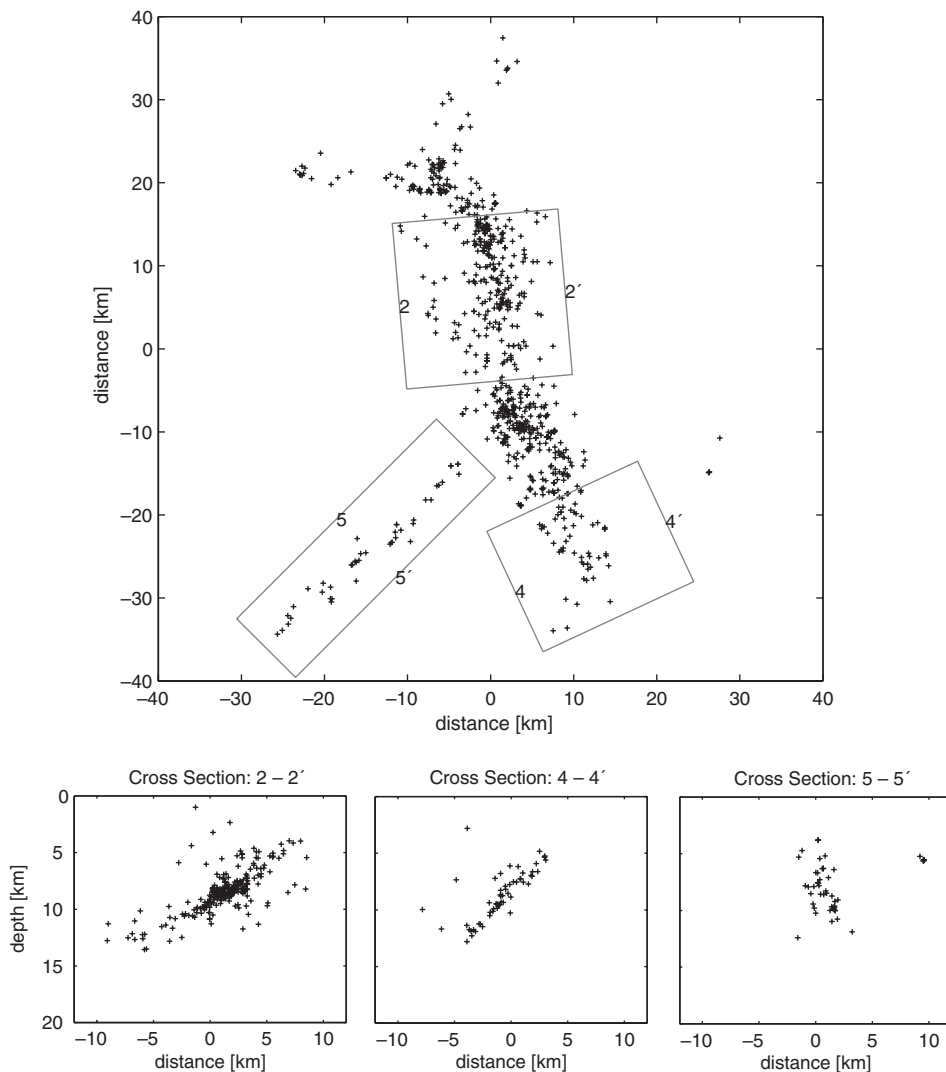 40
30
20
10
0
−10
−20
−30
−40
distance [km]
2
2´
5
5´
4´
4
−40 −30 −20 −10 0 10 20 30 40
distance [km]
Cross Section: 2 – 2´
Cross Section: 4 – 4´
Cross Section: 5 – 5´
0
5
10
15
20
depth [km]
−10 −5 0 5 10
−10 −5 0 5 10
−10 −5 0 5 10
distance [km]
distance [km]
distance [km]